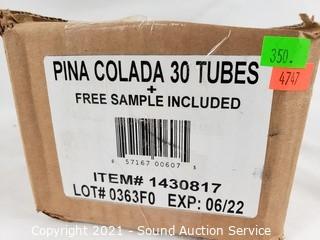 350.
4747
PINA COLADA 30 TUBES
+
FREE SAMPLE INCLUDED
8 57167 00607 5
ITEM# 1430817
LOT# 0363F0 EXP: 06/22
Copyright 2021 - Sound Auction Service